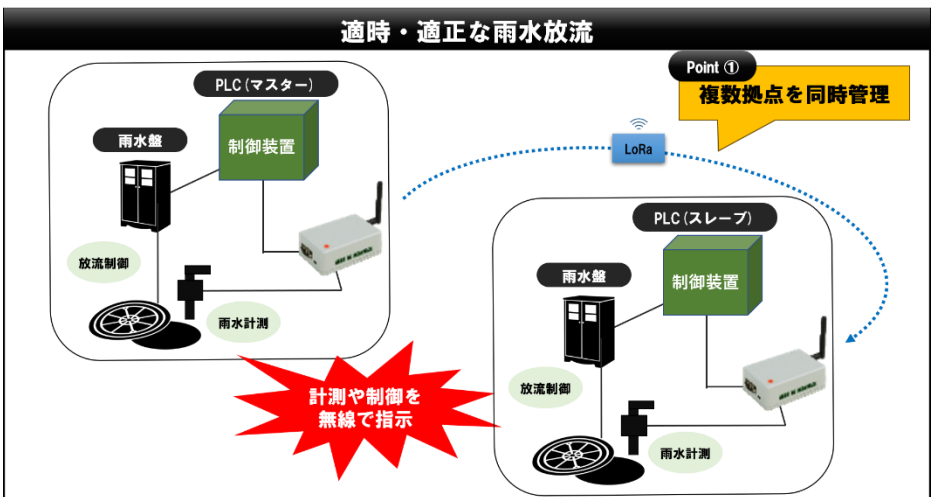 適時・適正な雨水放流
PLC(マスター)
雨水盤
制御装置
放流制御
雨水計測
Point ①
複数拠点を同時管理
LoRa
PLC(スレーブ)
雨水盤
制御装置
放流制御
雨水計測
計測や制御を
無線で指示